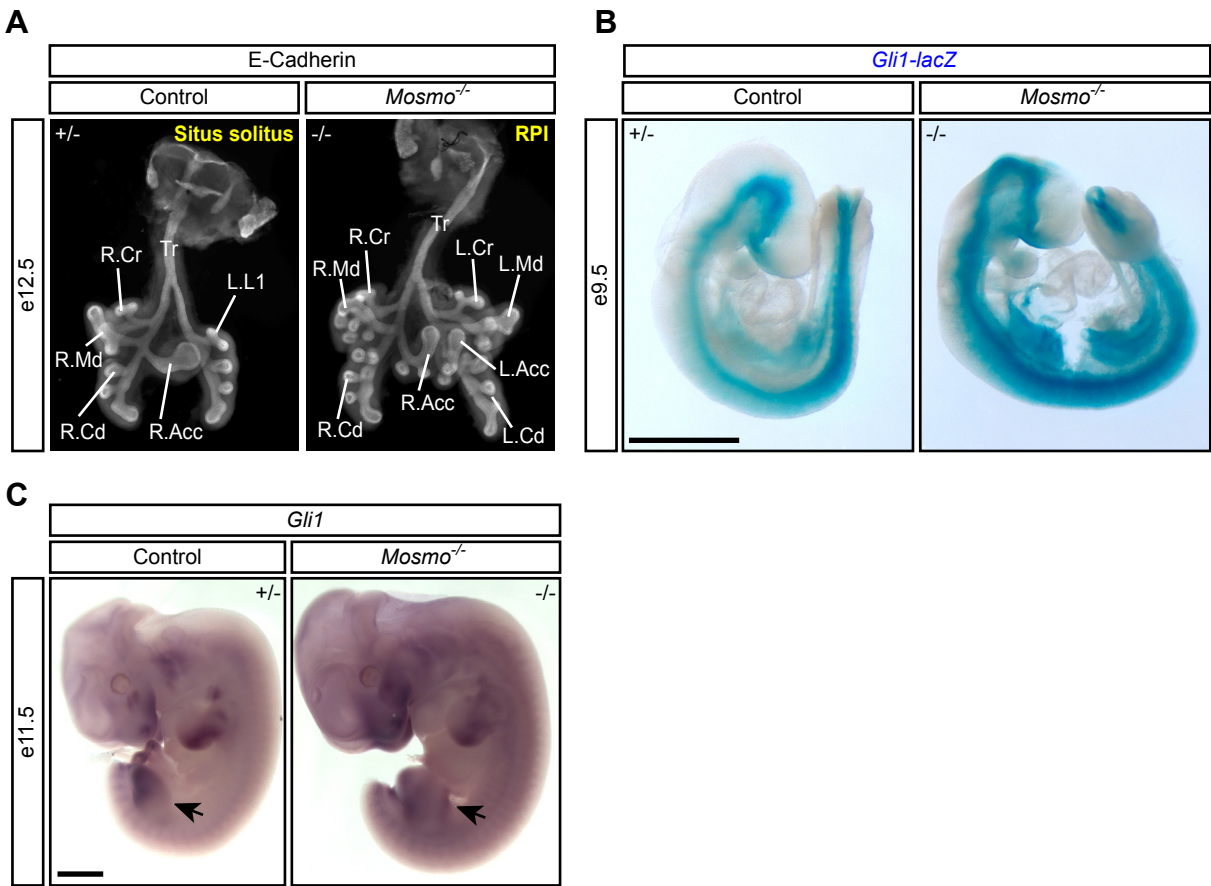 A
E-Cadherin
Control
Mosmo-/-
e12.5
+/-
Situs solitus
Tr
R.Cr
L.L1
R.Md
R.Cd
R.Acc
-/-
RPI
Tr
R.Cr
L.Cr
R.Md
L.Md
L.Acc
R.Acc
R.Cd
L.Cd
B
Gli1-lacZ
Control
Mosmo-/-
e9.5
+/-
-/-
C
Gli1
Control
Mosmo-/-
e11.5
+/-
-/-